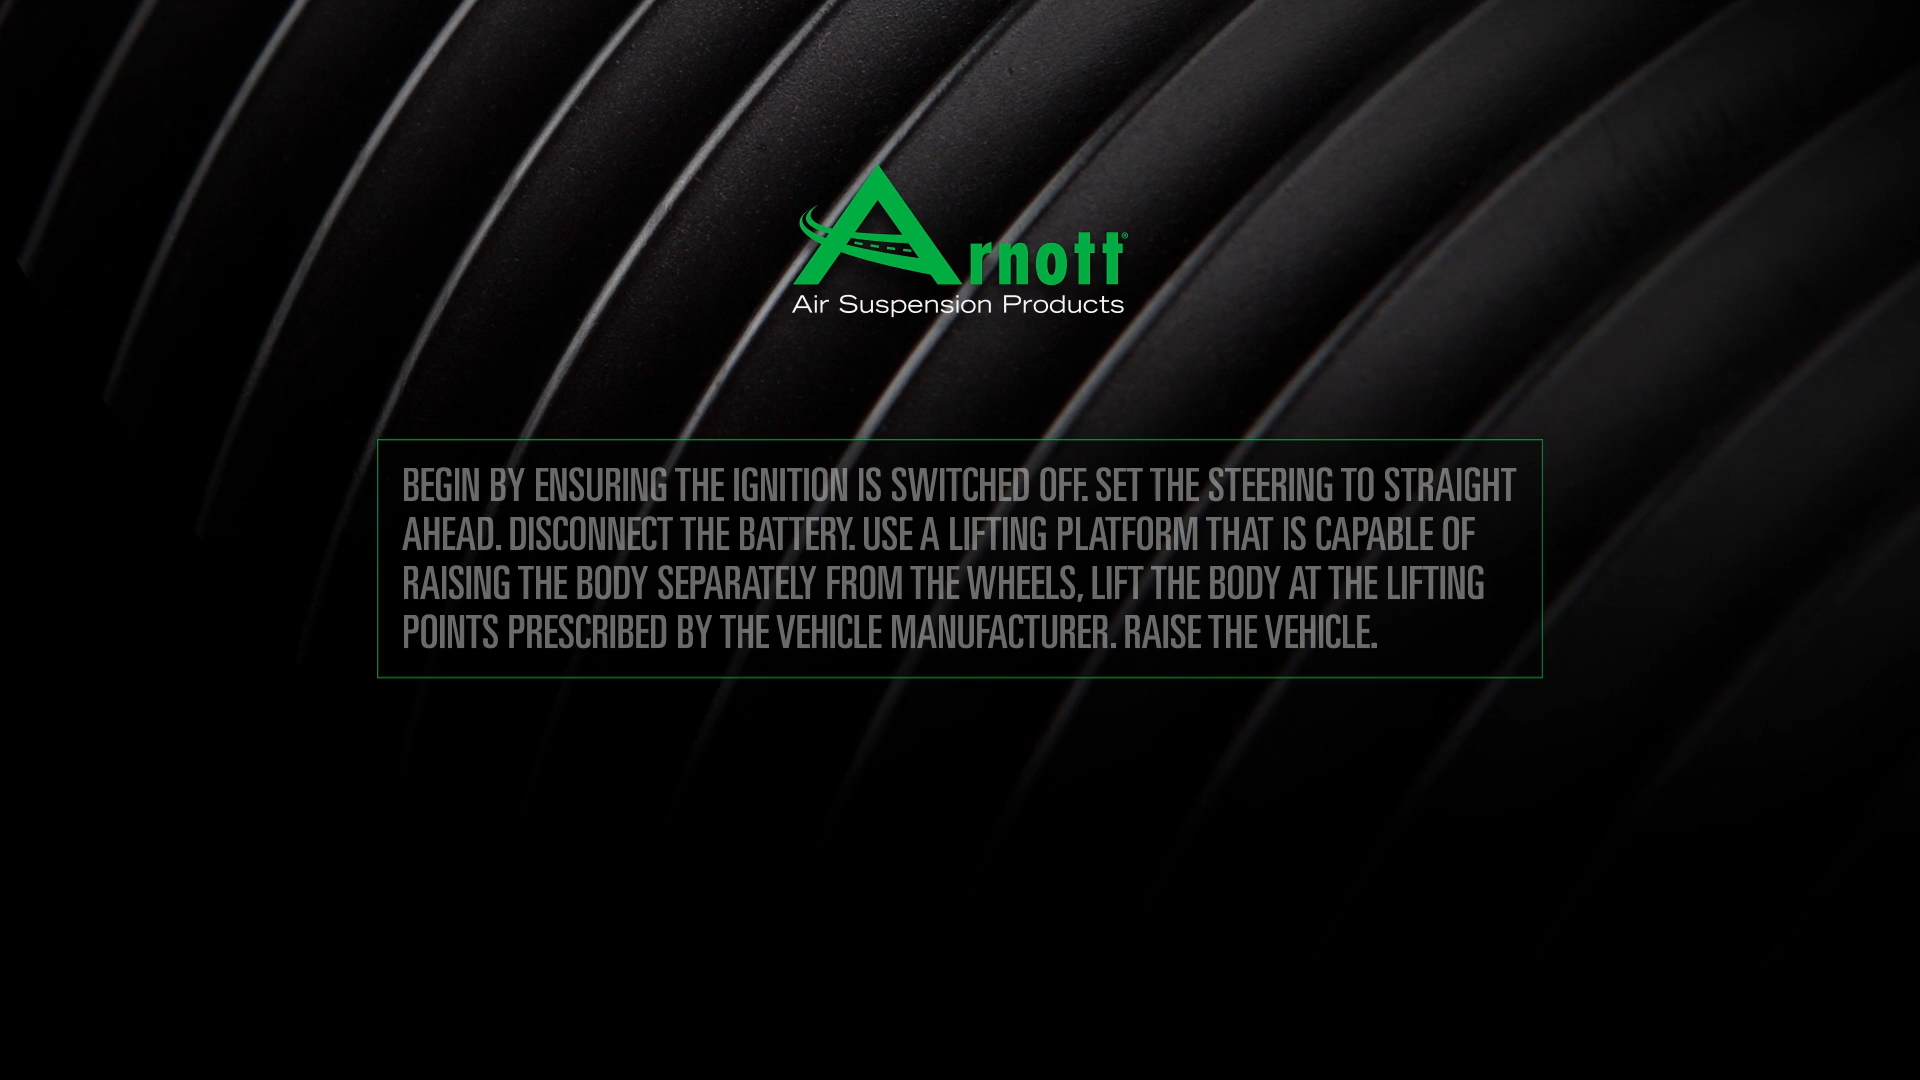 Arnott®
Air Suspension Products
BEGIN BY ENSURING THE IGNITION IS SWITCHED OFF. SET THE STEERING TO STRAIGHT
AHEAD. DISCONNECT THE BATTERY. USE A LIFTING PLATFORM THAT IS CAPABLE OF
RAISING THE BODY SEPARATELY FROM THE WHEELS, LIFT THE BODY AT THE LIFTING
POINTS PRESCRIBED BY THE VEHICLE MANUFACTURER. RAISE THE VEHICLE.